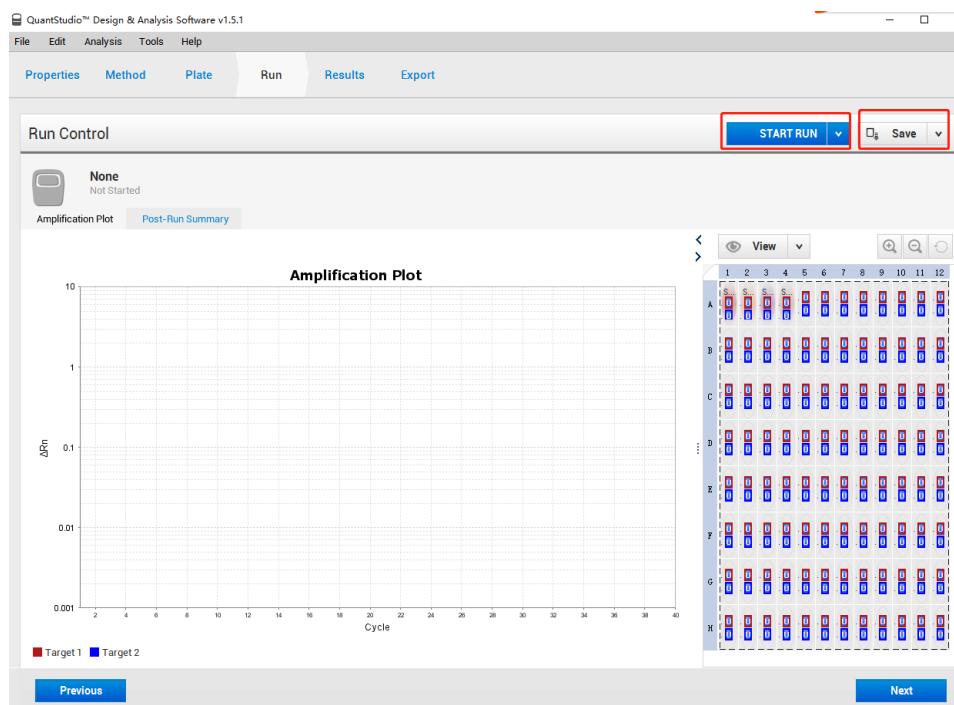 QuantStudio™ Design & Analysis Software v1.5.1
File Edit Analysis Tools Help
Properties Method Plate Run Results Export
Run Control
START RUN
Save
None
Not Started
Amplification Plot Post-Run Summary
View
Amplification Plot
10
1
0.1
0.01
0.001
ΔRn
2 4 6 8 10 12 14 16 18 20 22 24 26 28 30 32 34 36 38 40
Cycle
Target 1 Target 2
1 2 3 4 5 6 7 8 9 10 11 12
S... S... S... S...
A
B
C
D
E
F
G
H
Previous
Next